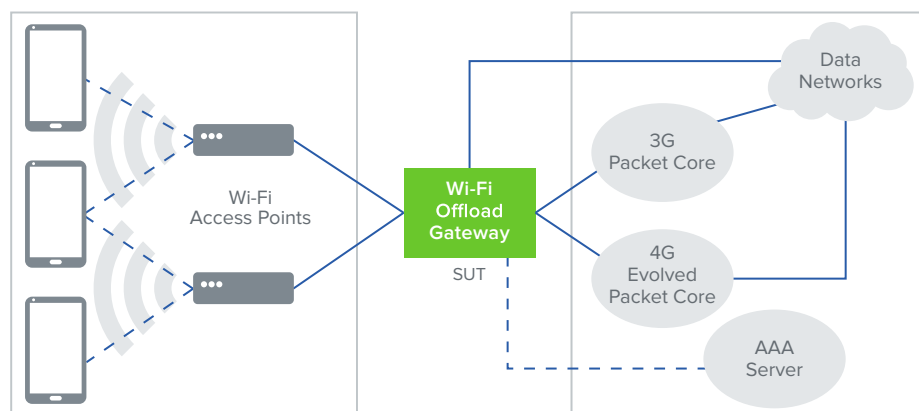 Wi-Fi
Access Points
Wi-Fi
Offload
Gateway
SUT
Data
Networks
3G
Packet Core
4G
Evolved
Packet Core
AAA
Server